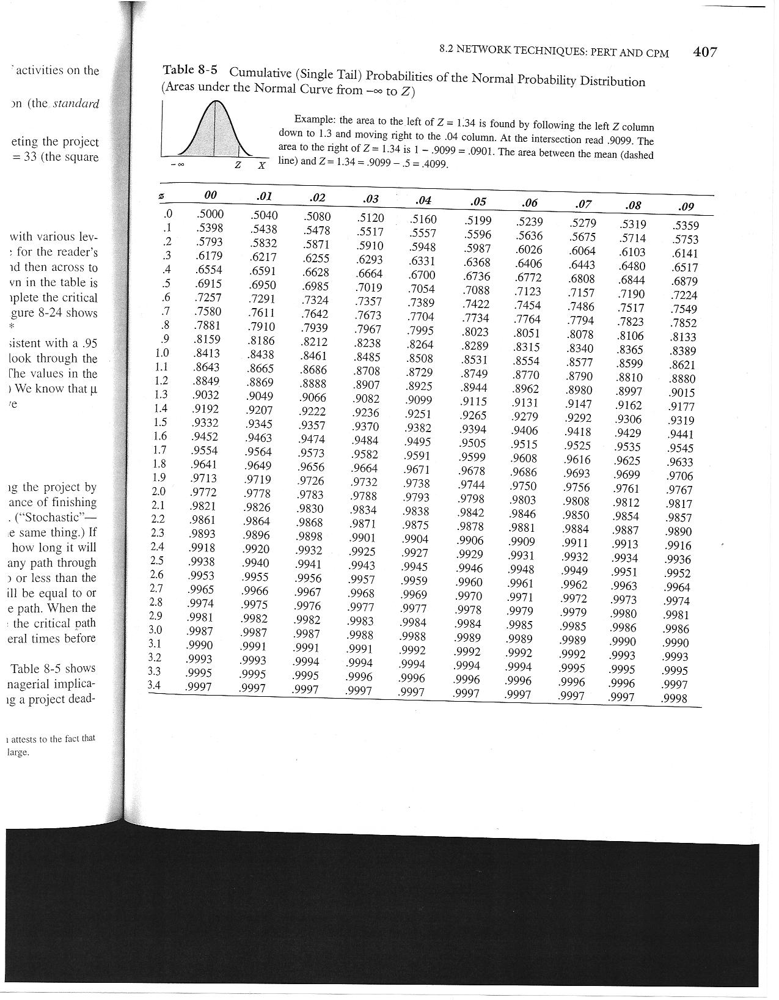 activities on the
(the standard
eting the project
= 33 (the square
with various lev-
for the reader's
then across to
vn in the table is
plete the critical
gure 8-24 shows
*
sistent with a .95
look through the
The values in the
) We know that μ
g the project by
ance of finishing
. ("Stochastic"—
e same thing.) If
how long it will
any path through
or less than the
ill be equal to or
e path. When the
the critical path
eral times before
Table 8-5 shows
nagerial implica-
g a project dead-
attests to the fact that
large.
8.2 NETWORK TECHNIQUES: PERT AND CPM 407
Table 8-5 Cumulative (Single Tail) Probabilities of the Normal Probability Distribution
(Areas under the Normal Curve from –∞ to Z)
Example: the area to the left of Z = 1.34 is found by following the left Z column
down to 1.3 and moving right to the .04 column. At the intersection read .9099. The
area to the right of Z = 1.34 is 1 – .9099 = .0901. The area between the mean (dashed
line) and Z = 1.34 = .9099 – .5 = .4099.
–∞ Z X
z 00 .01 .02 .03 .04 .05 .06 .07 .08 .09
.0 .5000 .5040 .5080 .5120 .5160 .5199 .5239 .5279 .5319 .5359
.1 .5398 .5438 .5478 .5517 .5557 .5596 .5636 .5675 .5714 .5753
.2 .5793 .5832 .5871 .5910 .5948 .5987 .6026 .6064 .6103 .6141
.3 .6179 .6217 .6255 .6293 .6331 .6368 .6406 .6443 .6480 .6517
.4 .6554 .6591 .6628 .6664 .6700 .6736 .6772 .6808 .6844 .6879
.5 .6915 .6950 .6985 .7019 .7054 .7088 .7123 .7157 .7190 .7224
.6 .7257 .7291 .7324 .7357 .7389 .7422 .7454 .7486 .7517 .7549
.7 .7580 .7611 .7642 .7673 .7704 .7734 .7764 .7794 .7823 .7852
.8 .7881 .7910 .7939 .7967 .7995 .8023 .8051 .8078 .8106 .8133
.9 .8159 .8186 .8212 .8238 .8264 .8289 .8315 .8340 .8365 .8389
1.0 .8413 .8438 .8461 .8485 .8508 .8531 .8554 .8577 .8599 .8621
1.1 .8643 .8665 .8686 .8708 .8729 .8749 .8770 .8790 .8810 .8880
1.2 .8849 .8869 .8888 .8907 .8925 .8944 .8962 .8980 .8997 .9015
1.3 .9032 .9049 .9066 .9082 .9099 .9115 .9131 .9147 .9162 .9177
1.4 .9192 .9207 .9222 .9236 .9251 .9265 .9279 .9292 .9306 .9319
1.5 .9332 .9345 .9357 .9370 .9382 .9394 .9406 .9418 .9429 .9441
1.6 .9452 .9463 .9474 .9484 .9495 .9505 .9515 .9525 .9535 .9545
1.7 .9554 .9564 .9573 .9582 .9591 .9599 .9608 .9616 .9625 .9633
1.8 .9641 .9649 .9656 .9664 .9671 .9678 .9686 .9693 .9699 .9706
1.9 .9713 .9719 .9726 .9732 .9738 .9744 .9750 .9756 .9761 .9767
2.0 .9772 .9778 .9783 .9788 .9793 .9798 .9803 .9808 .9812 .9817
2.1 .9821 .9826 .9830 .9834 .9838 .9842 .9846 .9850 .9854 .9857
2.2 .9861 .9864 .9868 .9871 .9875 .9878 .9881 .9884 .9887 .9890
2.3 .9893 .9896 .9898 .9901 .9904 .9906 .9909 .9911 .9913 .9916
2.4 .9918 .9920 .9932 .9925 .9927 .9929 .9931 .9932 .9934 .9936
2.5 .9938 .9940 .9941 .9943 .9945 .9946 .9948 .9949 .9951 .9952
2.6 .9953 .9955 .9956 .9957 .9959 .9960 .9961 .9962 .9963 .9964
2.7 .9965 .9966 .9967 .9968 .9969 .9970 .9971 .9972 .9973 .9974
2.8 .9974 .9975 .9976 .9977 .9977 .9978 .9979 .9979 .9980 .9981
2.9 .9981 .9982 .9982 .9983 .9984 .9984 .9985 .9985 .9986 .9986
3.0 .9987 .9987 .9987 .9988 .9988 .9989 .9989 .9989 .9990 .9990
3.1 .9990 .9991 .9991 .9991 .9992 .9992 .9992 .9992 .9993 .9993
3.2 .9993 .9993 .9994 .9994 .9994 .9994 .9994 .9995 .9995 .9995
3.3 .9995 .9995 .9995 .9996 .9996 .9996 .9996 .9996 .9996 .9997
3.4 .9997 .9997 .9997 .9997 .9997 .9997 .9997 .9997 .9997 .9998